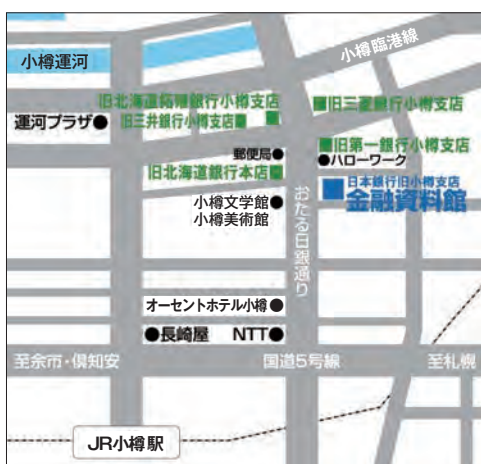 小樽運河
小樽臨港線
旧北海道拓殖銀行小樽支店
旧三菱銀行小樽支店
運河プラザ●
旧三井銀行小樽支店
旧第一銀行小樽支店
郵便局●
●ハローワーク
旧北海道銀行本店
日本銀行旧小樽支店
金融資料館
小樽文学館●
小樽美術館
おたる日銀通り
オーセントホテル小樽●
●長崎屋 NTT●
至余市・倶知安 国道5号線 至札幌
JR小樽駅